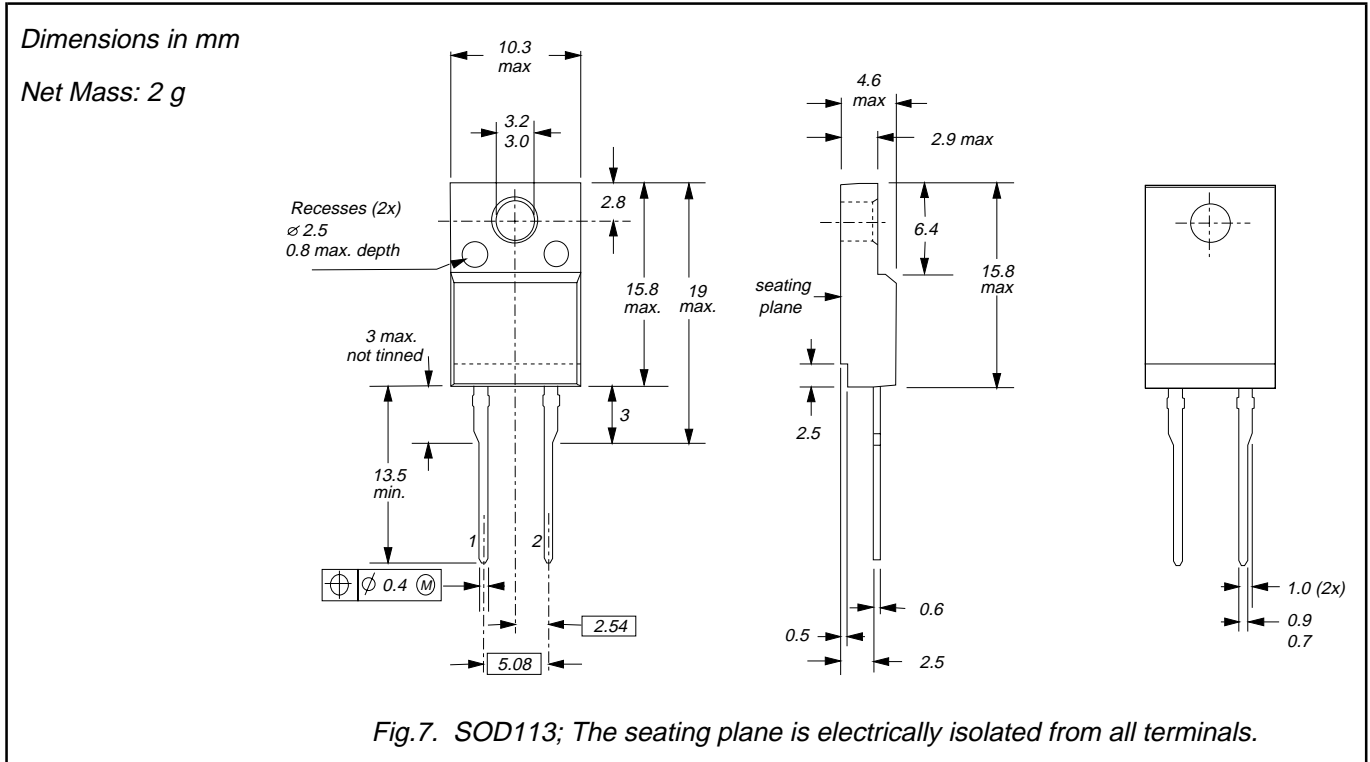 Dimensions in mm
Net Mass: 2 g
10.3
max
3.2
3.0
2.8
Recesses (2x)
⌀ 2.5
0.8 max. depth
15.8
max.
19
max.
3 max.
not tinned
3
13.5
min.
1
2
⌀ 0.4 Ⓜ
2.54
5.08
4.6
max
2.9 max
6.4
15.8
max
seating
plane
2.5
0.6
0.5
2.5
1.0 (2x)
0.9
0.7
Fig.7. SOD113; The seating plane is electrically isolated from all terminals.